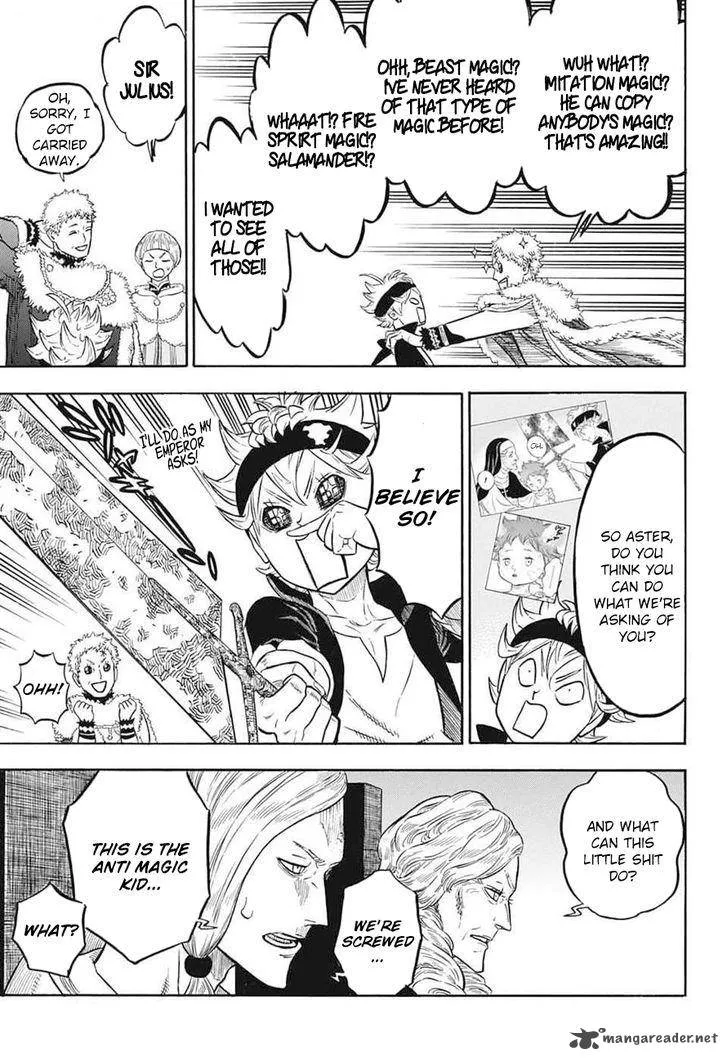 WUH WHAT!?
MITATION MAGIC!?
HE CAN COPY
ANYBODY'S MAGIC?
THAT'S AMAZING!!
OHH, BEAST MAGIC!?
I'VE NEVER HEARD
OF THAT TYPE OF
MAGIC BEFORE!
WHAAAT!? FIRE
SPRIRT MAGIC!?
SALAMANDER!?
I WANTED
TO SEE
ALL OF
THOSE!!
SIR
JULIUS!
OH,
SORRY, I
GOT
CARRIED
AWAY.
OH.
!
SO ASTER,
DO YOU
THINK YOU
CAN DO
WHAT WE'RE
ASKING OF
YOU?
I
BELIEVE
SO!
I'LL DO AS MY
EMPEROR
ASKS!
OHH!
AND WHAT
CAN THIS
LITTLE SHIT
DO?
WE'RE
SCREWED
...
THIS IS THE
ANTI MAGIC
KID...
WHAT?
mangareader.net